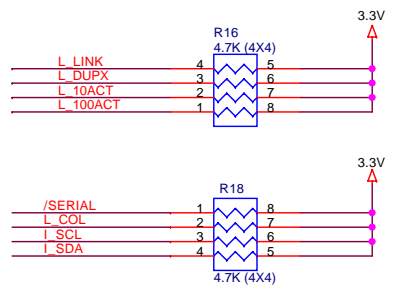 3.3V
R16
4.7K (4X4)
L_LINK 4 5
L_DUPX 3 6
L_10ACT 2 7
L_100ACT 1 8
3.3V
R18
/SERIAL 1 8
L_COL 2 7
I_SCL 3 6
I_SDA 4 5
4.7K (4X4)